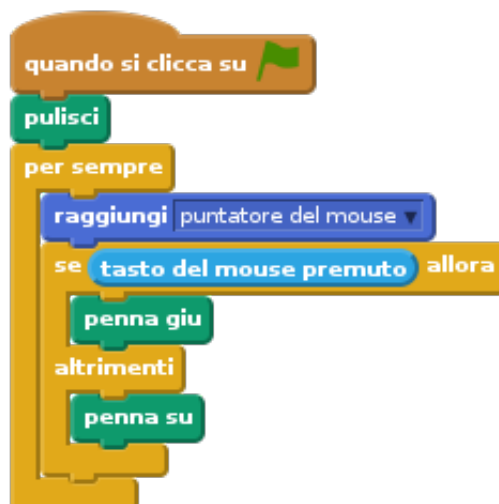 quando si clicca su
pulisci
per sempre
raggiungi puntatore del mouse
se tasto del mouse premuto allora
penna giu
altrimenti
penna su